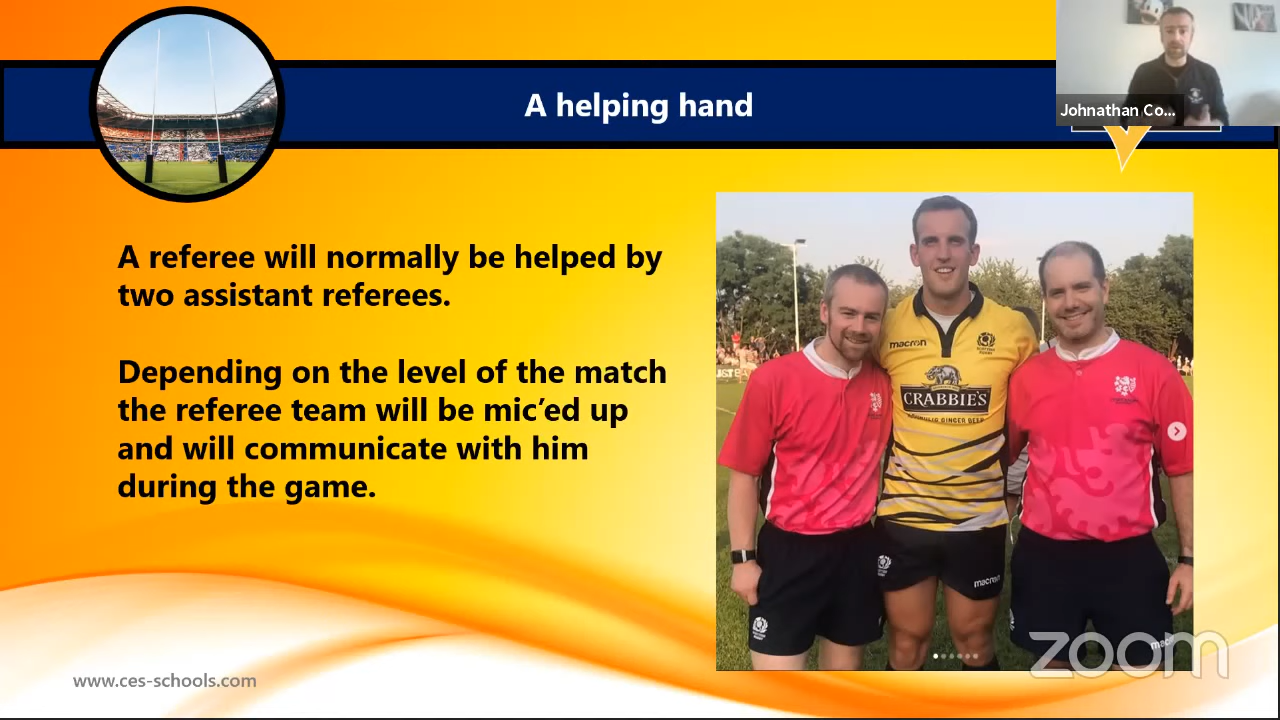 A helping hand
Johnathan Co...
A referee will normally be helped by
two assistant referees.
Depending on the level of the match
the referee team will be mic’ed up
and will communicate with him
during the game.
macron
CRABBIE'S
macron
zoom
www.ces-schools.com